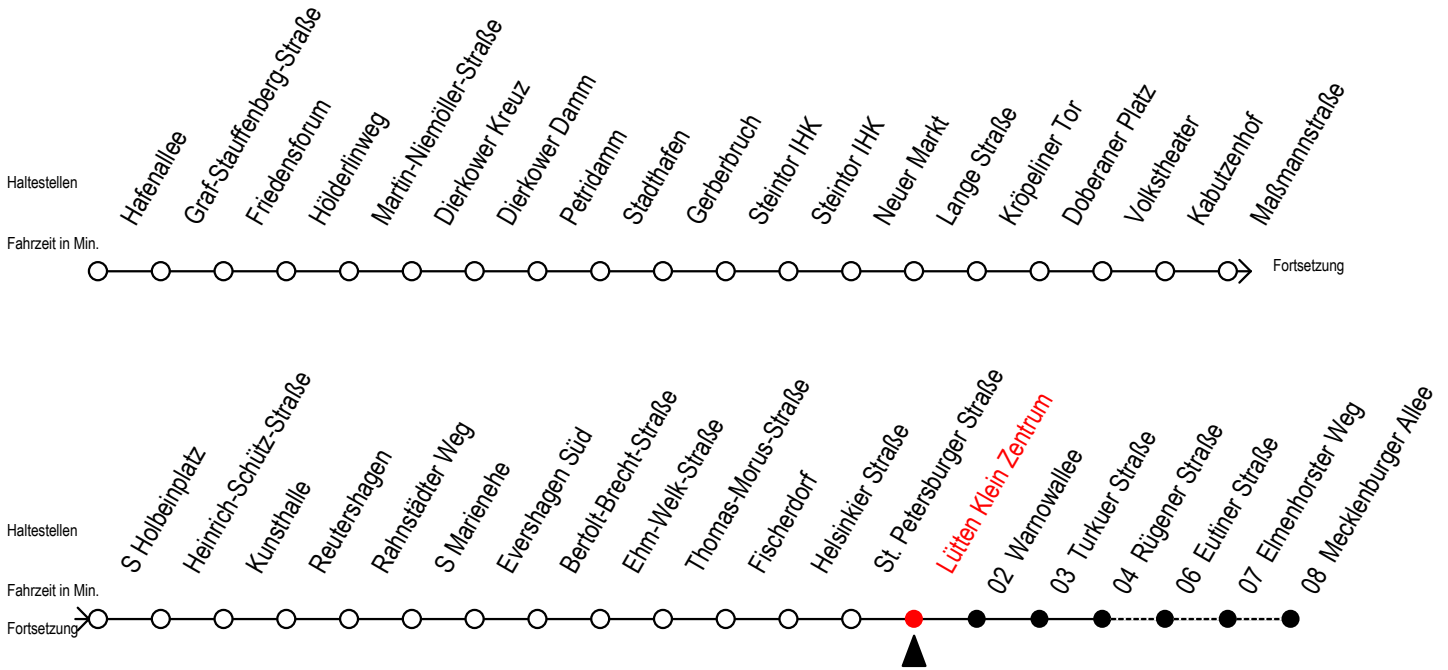 Haltestellen
Hafenallee
Graf-Stauffenberg-Straße
Friedensforum
Hölderlinweg
Martin-Niemöller-Straße
Dierkower Kreuz
Dierkower Damm
Petridamm
Stadthafen
Gerberbruch
Steintor IHK
Steintor IHK
Neuer Markt
Lange Straße
Kröpeliner Tor
Doberaner Platz
Volkstheater
Kabutzenhof
Maßmannstraße
Fahrzeit in Min.
Fortsetzung
Haltestellen
S Holbeinplatz
Heinrich-Schütz-Straße
Kunsthalle
Reutershagen
Rahnstädter Weg
S Marienehe
Evershagen Süd
Bertolt-Brecht-Straße
Ehm-Welk-Straße
Thomas-Morus-Straße
Fischerdorf
Helsinkier Straße
St. Petersburger Straße
Lütten Klein Zentrum
02 Warnowallee
03 Turkuer Straße
04 Rügener Straße
06 Eutiner Straße
07 Elmenhorster Weg
08 Mecklenburger Allee
Fahrzeit in Min.
Fortsetzung